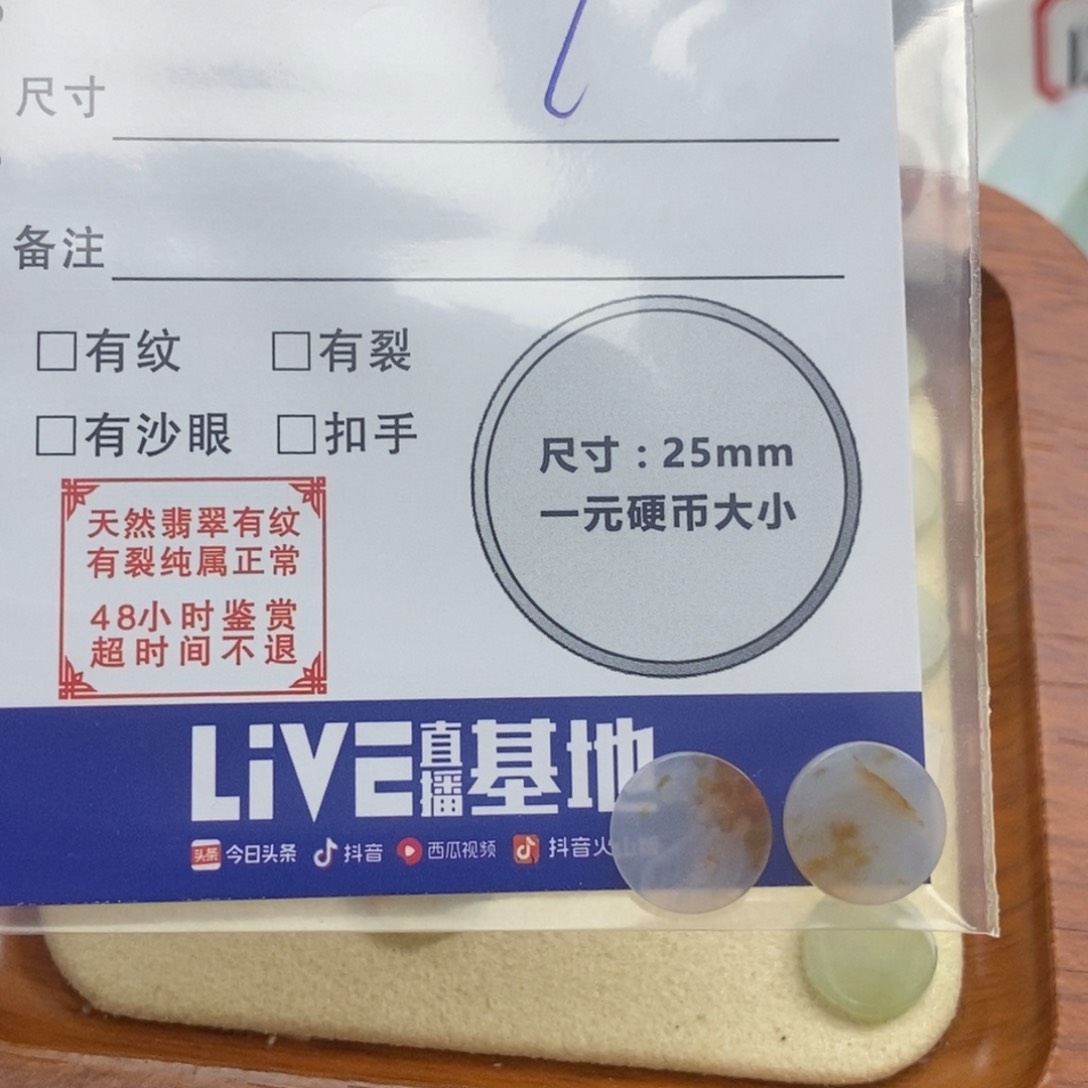 尺寸
备注
□有纹 □有裂
□有沙眼 □扣手
尺寸：25mm
一元硬币大小
天然翡翠有纹
有裂纯属正常
48小时鉴赏
超时间不退
LiVE直播基地
头条 今日头条 抖音 西瓜视频 抖音火山